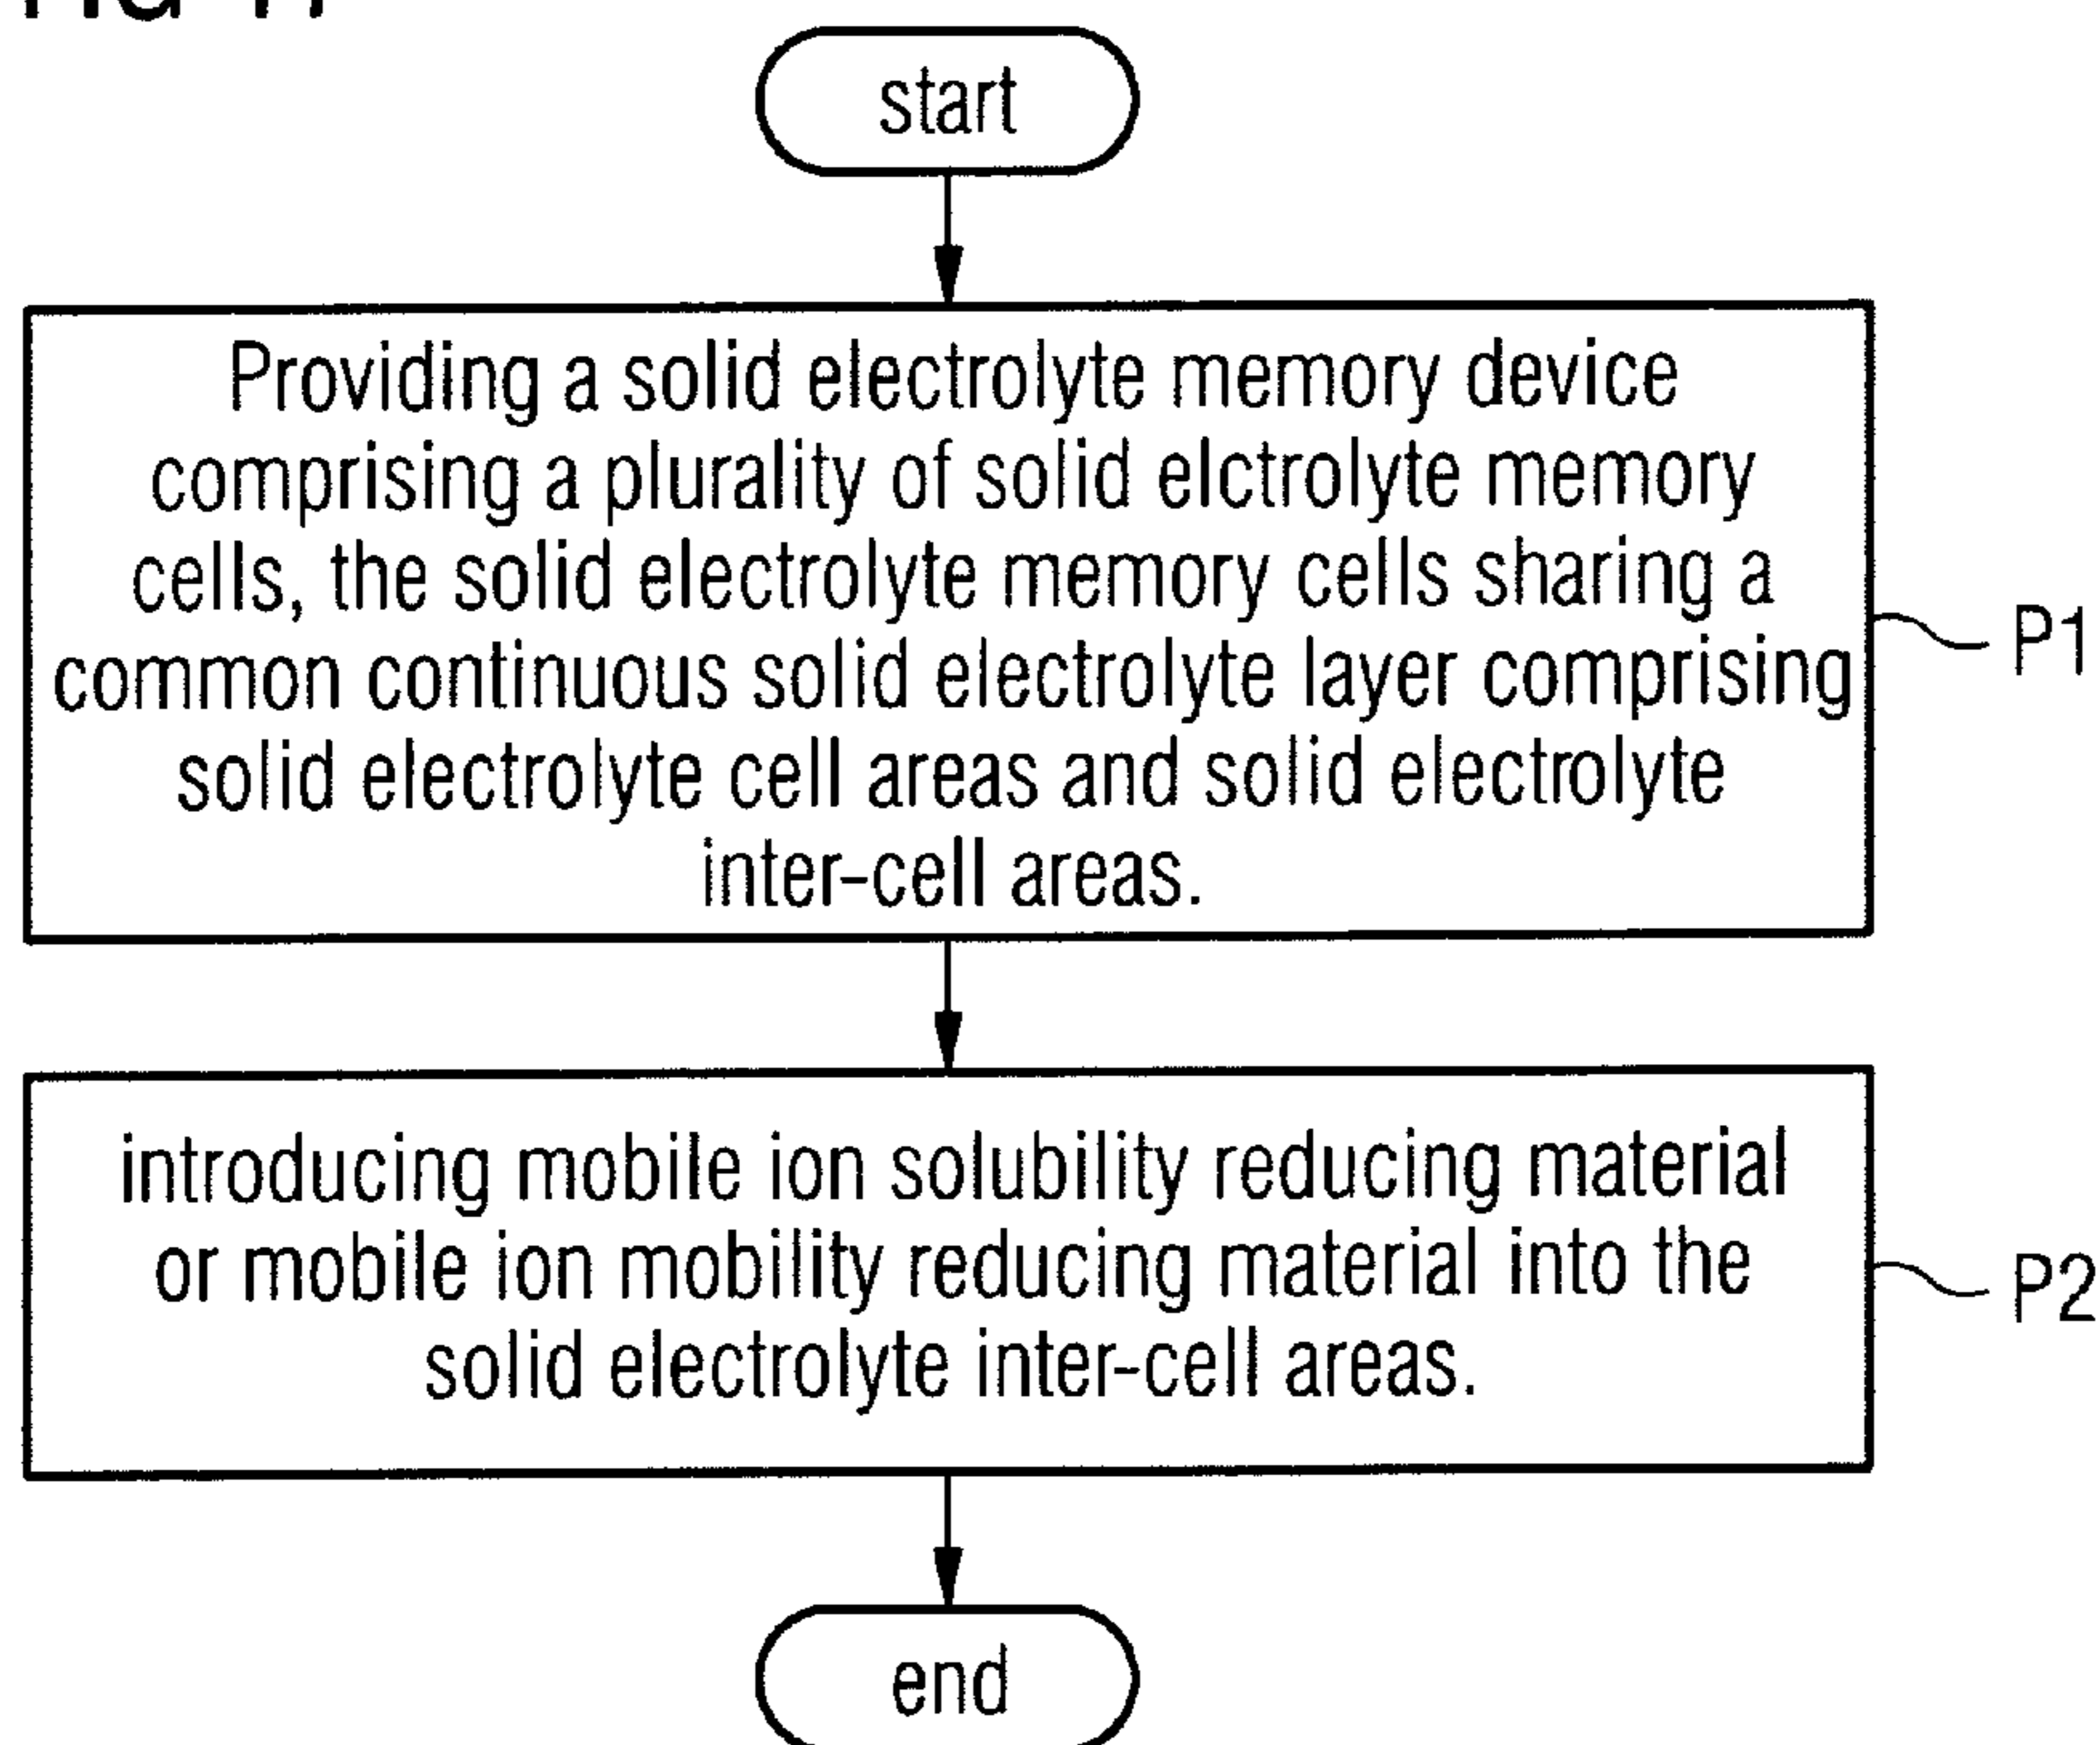 start
Providing a solid electrolyte memory device
comprising a plurality of solid elctrolyte memory
cells, the solid electrolyte memory cells sharing a
common continuous solid electrolyte layer comprising
solid electrolyte cell areas and solid electrolyte
inter-cell areas.
P1
introducing mobile ion solubility reducing material
or mobile ion mobility reducing material into the
solid electrolyte inter-cell areas.
P2
end